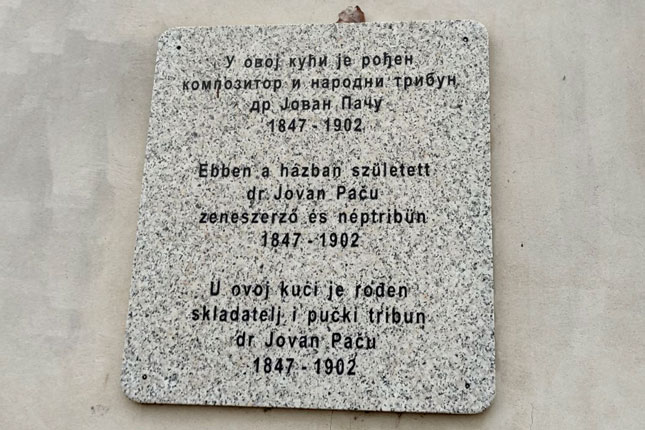 У овој кући је рођен
композитор и народни трибун
др Јован Пачу
1847 - 1902
Ebben a házban született
dr Jovan Paču
zeneszerző és néptribün
1847 - 1902
U ovoj kući je rođen
skladatelj i pučki tribun
dr Jovan Paču
1847 - 1902